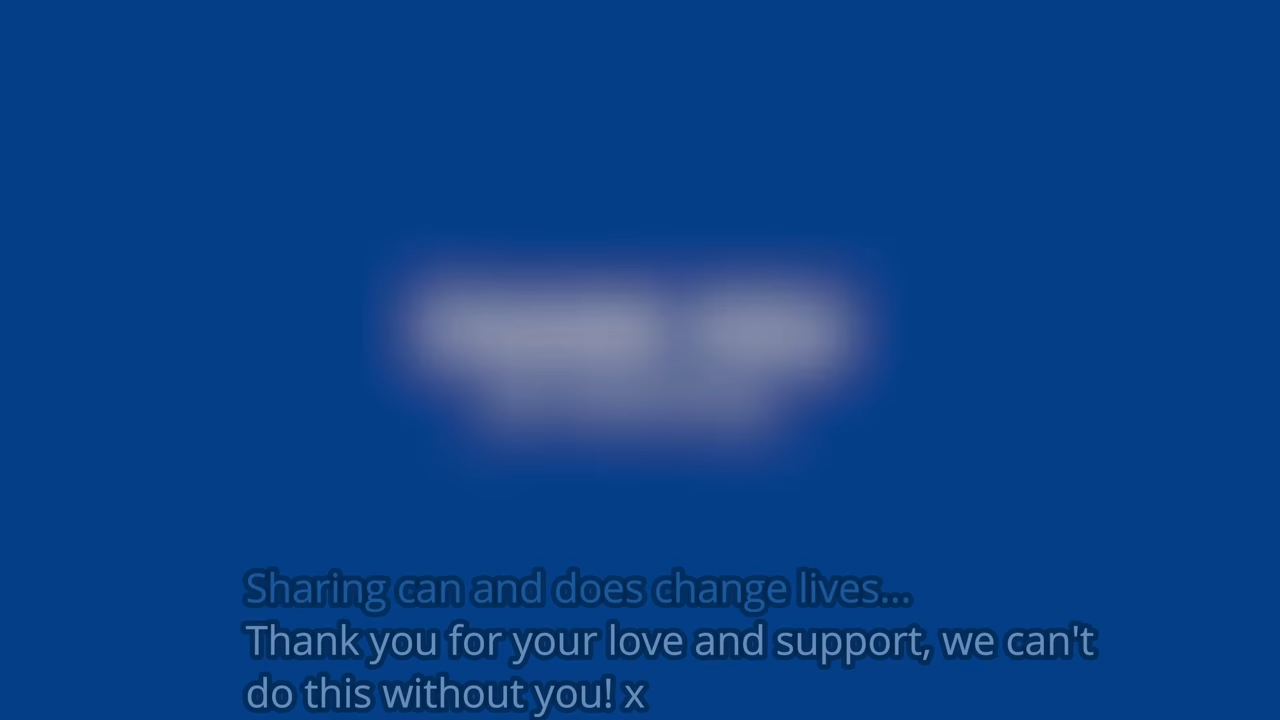 Sharing can and does change lives...
Thank you for your love and support, we can't
do this without you! x